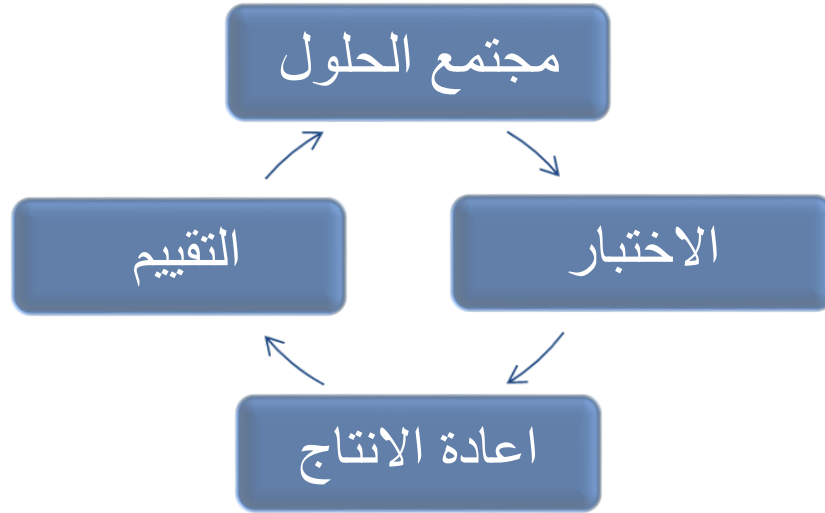 مجتمع الحلول
الاختبار
اعادة الانتاج
التقييم